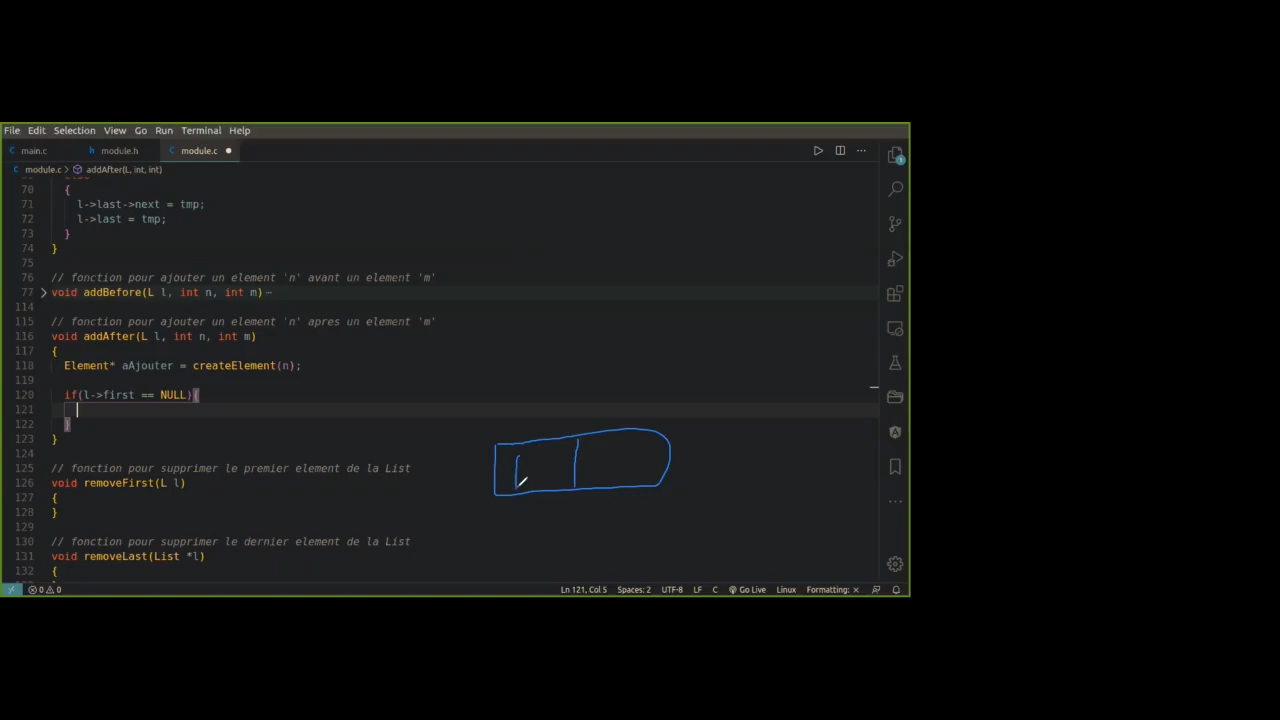 File Edit Selection View Go Run Terminal Help
C main.c h module.h C module.c
C module.c > addAfter(L, int, int)
70 {
71 l->last->next = tmp;
72 l->last = tmp;
73 }
74 }
75
76 // fonction pour ajouter un element 'n' avant un element 'm'
77 void addBefore(L l, int n, int m)
114
115 // fonction pour ajouter un element 'n' apres un element 'm'
116 void addAfter(L l, int n, int m)
117 {
118 Element* aAjouter = createElement(n);
119
120 if(l->first == NULL){
121
122 }
123 }
124
125 // fonction pour supprimer le premier element de la List
126 void removeFirst(L l)
127 {
128 }
129
130 // fonction pour supprimer le dernier element de la List
131 void removeLast(List *l)
132 {
0 0 Ln 121, Col 5 Spaces: 2 UTF-8 LF C Go Live Linux Formatting: ×